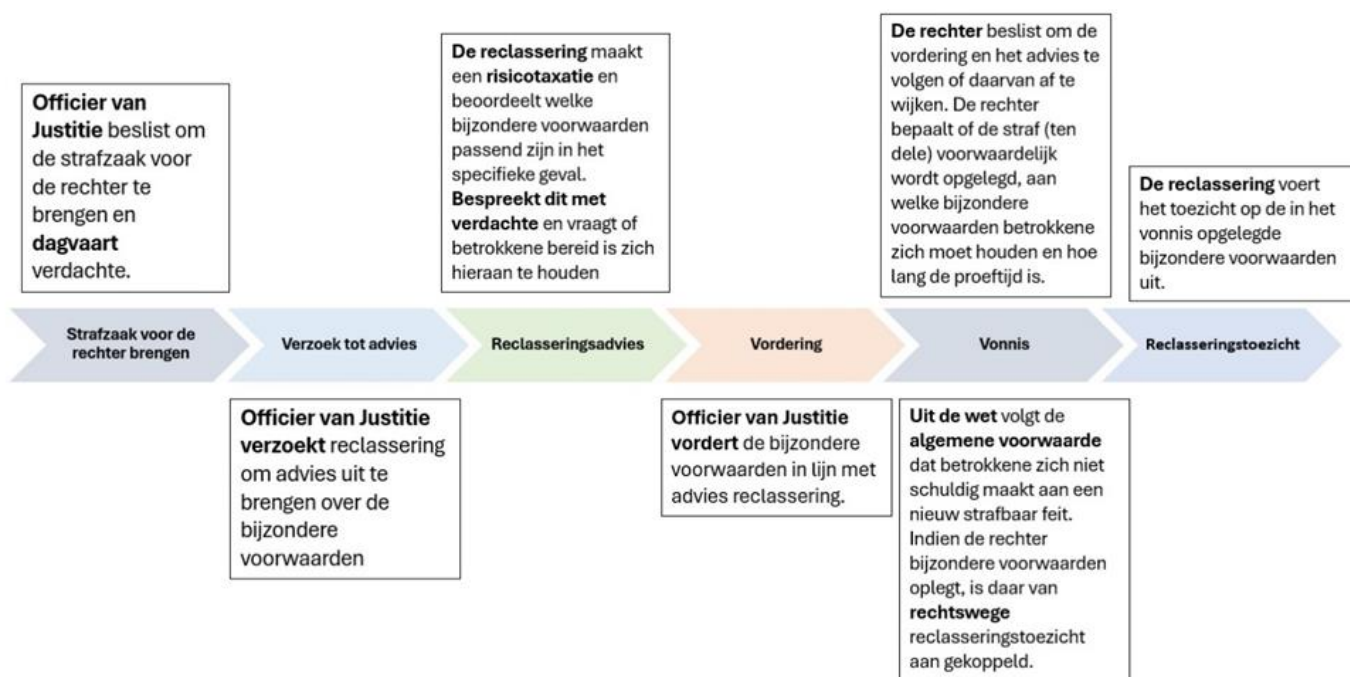 Officier van
Justitie beslist om
de strafzaak voor
de rechter te
brengen en
dagvaart
verdachte.
De reclassering maakt
een risicotaxatie en
beoordeelt welke
bijzondere voorwaarden
passend zijn in het
specifieke geval.
Bespreekt dit met
verdachte en vraagt of
betrokkene bereid is zich
hieraan te houden
De rechter beslist om de
vordering en het advies te
volgen of daarvan af te
wijken. De rechter
bepaalt of de straf (ten
dele) voorwaardelijk
wordt opgelegd, aan
welke bijzondere
voorwaarden betrokkene
zich moet houden en hoe
lang de proeftijd is.
De reclassering voert
het toezicht op de in het
vonnis opgelegde
bijzondere voorwaarden
uit.
Strafzaak voor de
rechter brengen
Verzoek tot advies
Reclasseringsadvies
Vordering
Vonnis
Reclasseringstoezicht
Officier van Justitie
verzoekt reclassering
om advies uit te
brengen over de
bijzondere
voorwaarden
Officier van Justitie
vordert de bijzondere
voorwaarden in lijn met
advies reclassering.
Uit de wet volgt de
algemene voorwaarde
dat betrokkene zich niet
schuldig maakt aan een
nieuw strafbaar feit.
Indien de rechter
bijzondere voorwaarden
oplegt, is daar van
rechtswege
reclasseringstoezicht
aan gekoppeld.